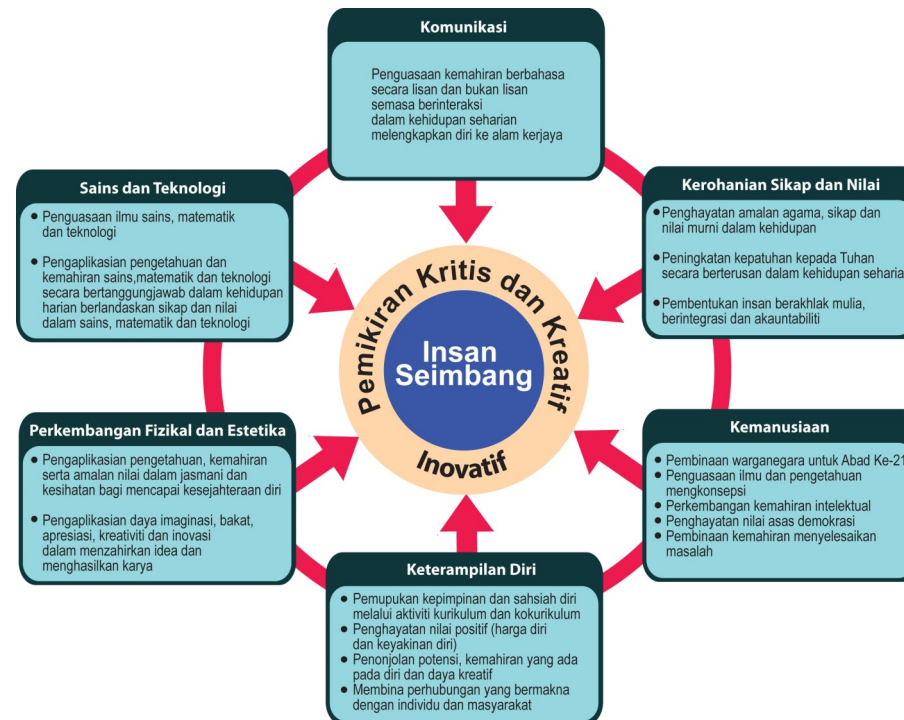 Komunikasi
Penguasaan kemahiran berbahasa
secara lisan dan bukan lisan
semasa berinteraksi
dalam kehidupan seharian
melengkapkan diri ke alam kerjaya
Sains dan Teknologi
• Penguasaan ilmu sains, matematik
dan teknologi
• Pengaplikasian pengetahuan dan
kemahiran sains,matematik dan teknologi
secara bertanggungjawab dalam kehidupan
harian berlandaskan sikap dan nilai
dalam sains, matematik dan teknologi
Kerohanian Sikap dan Nilai
• Penghayatan amalan agama, sikap dan
nilai murni dalam kehidupan
• Peningkatan kepatuhan kepada Tuhan
secara berterusan dalam kehidupan seharia
• Pembentukan insan berakhlak mulia,
berintegrasi dan akauntabiliti
Pemikiran Kritis dan Kreatif
Insan
Seimbang
Inovatif
Perkembangan Fizikal dan Estetika
• Pengaplikasian pengetahuan, kemahiran
serta amalan nilai dalam jasmani dan
kesihatan bagi mencapai kesejahteraan diri
• Pengaplikasian daya imaginasi, bakat,
apresiasi, kreativiti dan inovasi
dalam menzahirkan idea dan
menghasilkan karya
Kemanusiaan
• Pembinaan warganegara untuk Abad Ke-21
• Penguasaan ilmu dan pengetahuan
mengkonsepsi
• Perkembangan kemahiran intelektual
• Penghayatan nilai asas demokrasi
• Pembinaan kemahiran menyelesaikan
masalah
Keterampilan Diri
• Pemupukan kepimpinan dan sahsiah diri
melalui aktiviti kurikulum dan kokurikulum
• Penghayatan nilai positif (harga diri
dan keyakinan diri)
• Penonjolan potensi, kemahiran yang ada
pada diri dan daya kreatif
• Membina perhubungan yang bermakna
dengan individu dan masyarakat